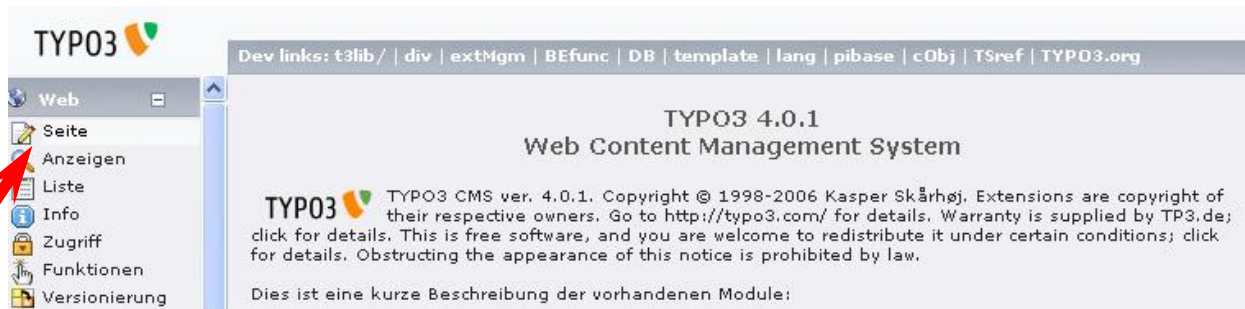 TYPO3
Dev links: t3lib/ | div | extMgm | BEfunc | DB | template | lang | pibase | cObj | TSref | TYPO3.org
Web
Seite
Anzeigen
Liste
Info
Zugriff
Funktionen
Versionierung
TYPO3 4.0.1
Web Content Management System
TYPO3 TYPO3 CMS ver. 4.0.1. Copyright © 1998-2006 Kasper Skårhøj. Extensions are copyright of
their respective owners. Go to http://typo3.com/ for details. Warranty is supplied by TP3.de;
click for details. This is free software, and you are welcome to redistribute it under certain conditions; click
for details. Obstructing the appearance of this notice is prohibited by law.
Dies ist eine kurze Beschreibung der vorhandenen Module: